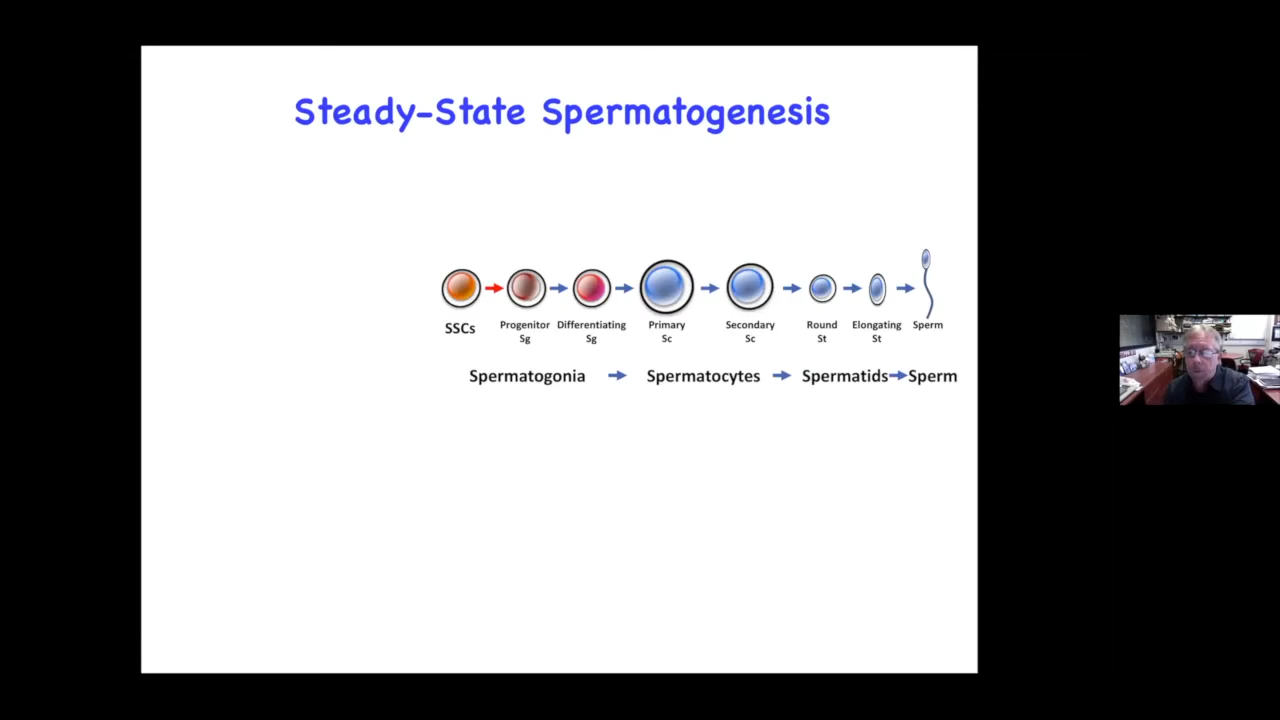 Steady-State Spermatogenesis
SSCs
Progenitor Sg
Differentiating Sg
Primary Sc
Secondary Sc
Round St
Elongating St
Sperm
Spermatogonia → Spermatocytes → Spermatids → Sperm